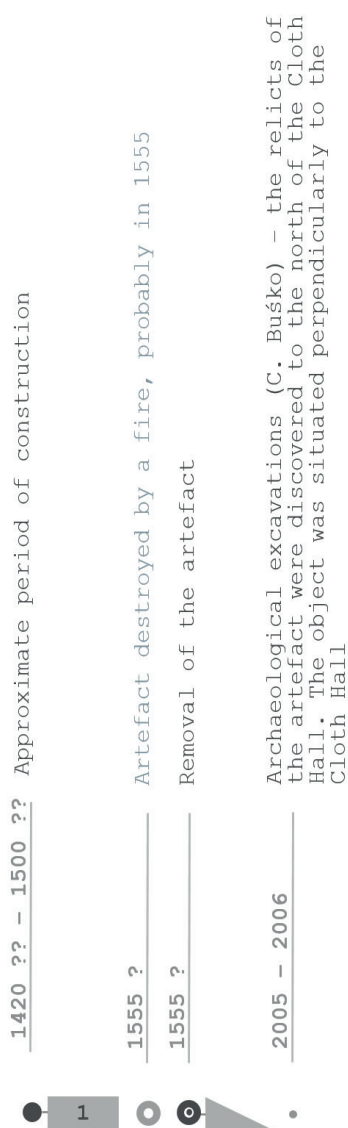 1420 ?? – 1500 ??
Approximate period of construction
1
1555 ?
Artefact destroyed by a fire, probably in 1555
1555 ?
Removal of the artefact
2005 – 2006
Archaeological excavations (C. Buśko) – the relicts of
the artefact were discovered to the north of the Cloth
Hall. The object was situated perpendicularly to the
Cloth Hall